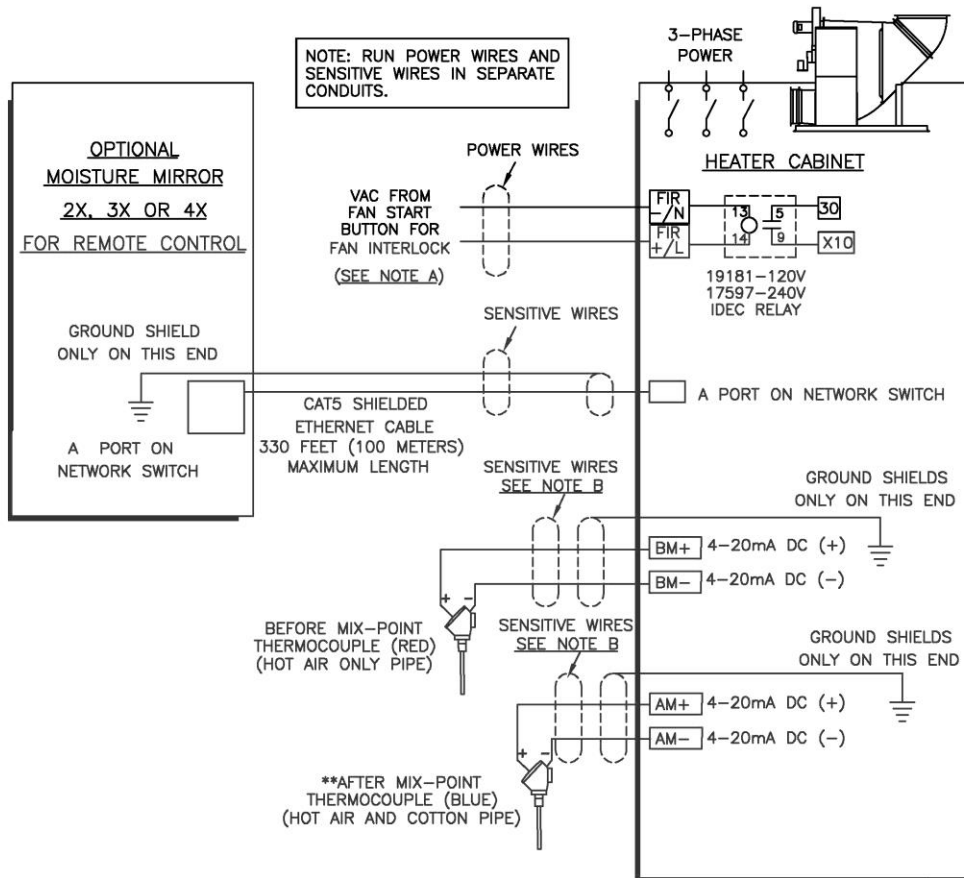 3-PHASE
POWER
NOTE: RUN POWER WIRES AND
SENSITIVE WIRES IN SEPARATE
CONDUITS.
OPTIONAL
MOISTURE MIRROR
2X, 3X OR 4X
FOR REMOTE CONTROL
POWER WIRES
HEATER CABINET
VAC FROM
FAN START
BUTTON FOR
FAN INTERLOCK
(SEE NOTE A)
FIR
-/N
FIR
+/L
13
14
5
9
30
X10
19181-120V
17597-240V
IDEC RELAY
SENSITIVE WIRES
GROUND SHIELD
ONLY ON THIS END
A PORT ON
NETWORK SWITCH
CAT5 SHIELDED
ETHERNET CABLE
330 FEET (100 METERS)
MAXIMUM LENGTH
A PORT ON NETWORK SWITCH
SENSITIVE WIRES
SEE NOTE B
GROUND SHIELDS
ONLY ON THIS END
BM+ 4-20mA DC (+)
BM- 4-20mA DC (-)
+ -
BEFORE MIX-POINT
THERMOCOUPLE (RED)
(HOT AIR ONLY PIPE)
SENSITIVE WIRES
SEE NOTE B
GROUND SHIELDS
ONLY ON THIS END
AM+ 4-20mA DC (+)
AM- 4-20mA DC (-)
+ -
**AFTER MIX-POINT
THERMOCOUPLE (BLUE)
(HOT AIR AND COTTON PIPE)